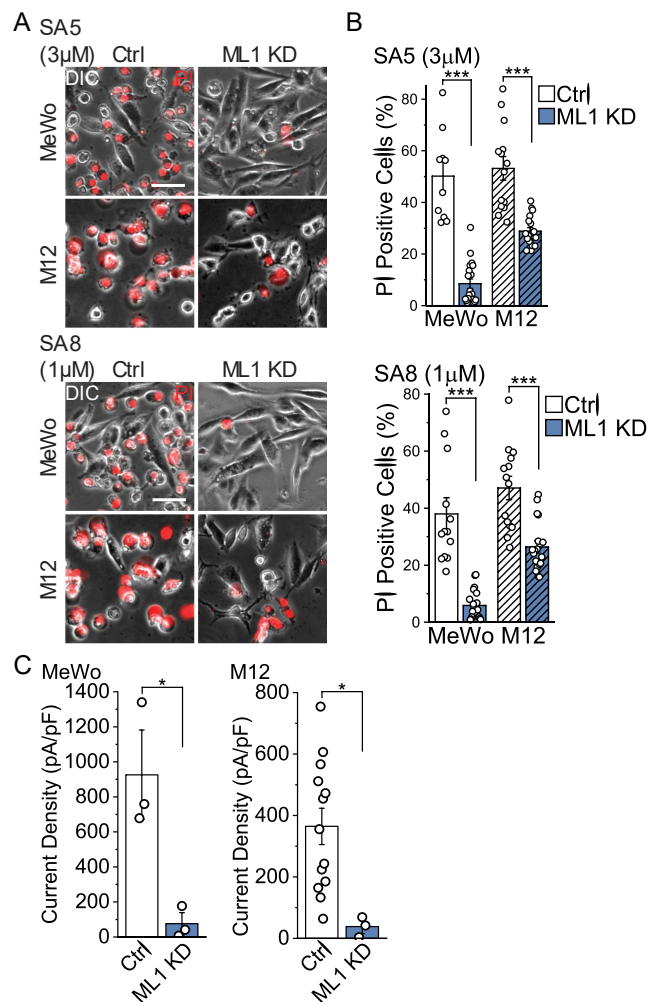 A
SA5
(3µM) Ctrl ML1 KD
DIC PI
MeWo
M12
SA8
(1µM) Ctrl ML1 KD
DIC PI
MeWo
M12
B
SA5 (3µM)
*** ***
Ctrl
ML1 KD
PI Positive Cells (%)
80
60
40
20
0
MeWo M12
SA8 (1µM)
*** ***
Ctrl
ML1 KD
PI Positive Cells (%)
80
60
40
20
0
MeWo M12
C
MeWo
*
Current Density (pA/pF)
1400
1200
1000
800
600
400
200
0
Ctrl
ML1 KD
M12
*
Current Density (pA/pF)
800
600
400
200
0
Ctrl
ML1 KD